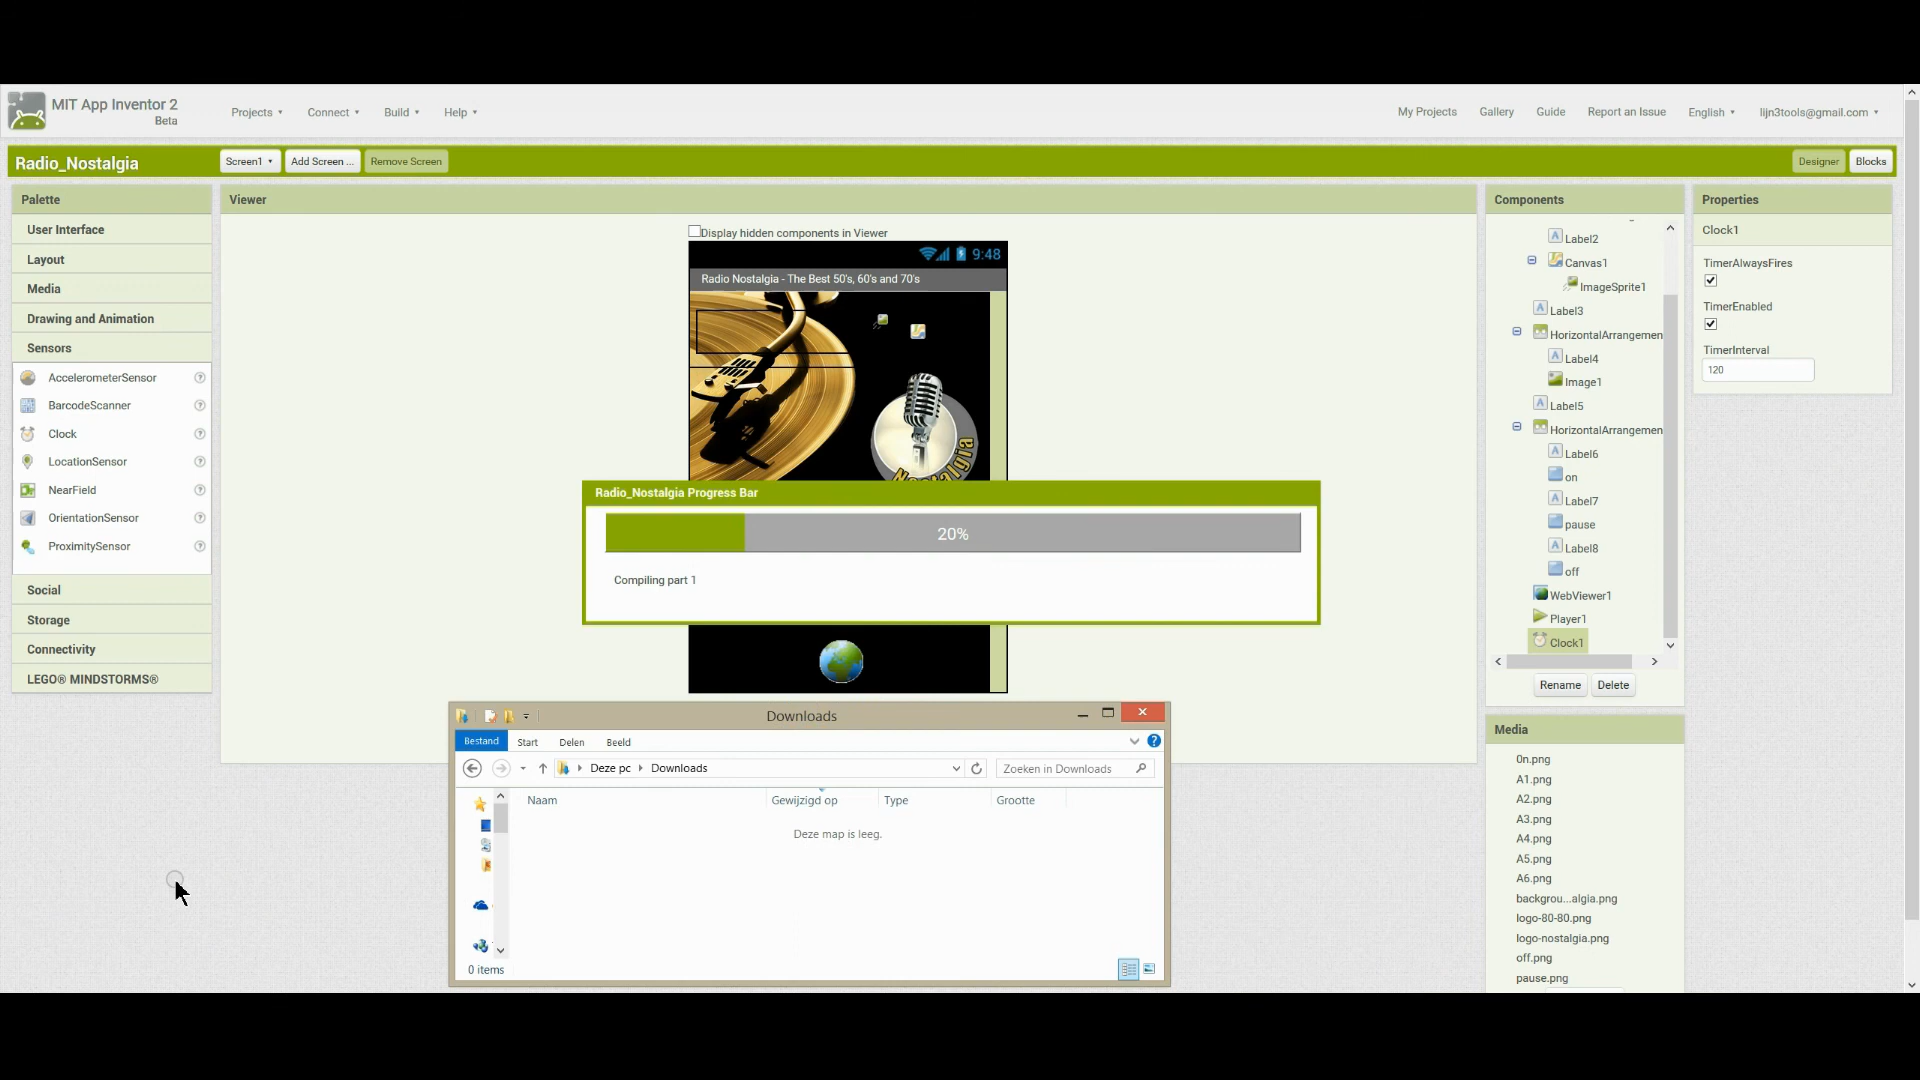 MIT App Inventor 2
Beta
Projects
Connect
Build
Help
My Projects
Gallery
Guide
Report an Issue
English
lijn3tools@gmail.com
Radio_Nostalgia
Screen1
Add Screen ...
Remove Screen
Designer
Blocks
Palette
User Interface
Layout
Media
Drawing and Animation
Sensors
AccelerometerSensor
BarcodeScanner
Clock
LocationSensor
NearField
OrientationSensor
ProximitySensor
Social
Storage
Connectivity
LEGO® MINDSTORMS®
Viewer
Display hidden components in Viewer
9:48
Radio Nostalgia - The Best 50's, 60's and 70's
Nostalgia
Radio_Nostalgia Progress Bar
20%
Compiling part 1
Downloads
Bestand
Start
Delen
Beeld
Deze pc
Downloads
Zoeken in Downloads
Naam
Gewijzigd op
Type
Grootte
Deze map is leeg.
0 items
Components
Label2
Canvas1
ImageSprite1
Label3
HorizontalArrangemen
Label4
Image1
Label5
HorizontalArrangemen
Label6
on
Label7
pause
Label8
off
WebViewer1
Player1
Clock1
Rename
Delete
Media
0n.png
A1.png
A2.png
A3.png
A4.png
A5.png
A6.png
backgrou...algia.png
logo-80-80.png
logo-nostalgia.png
off.png
pause.png
Properties
Clock1
TimerAlwaysFires
TimerEnabled
TimerInterval
120